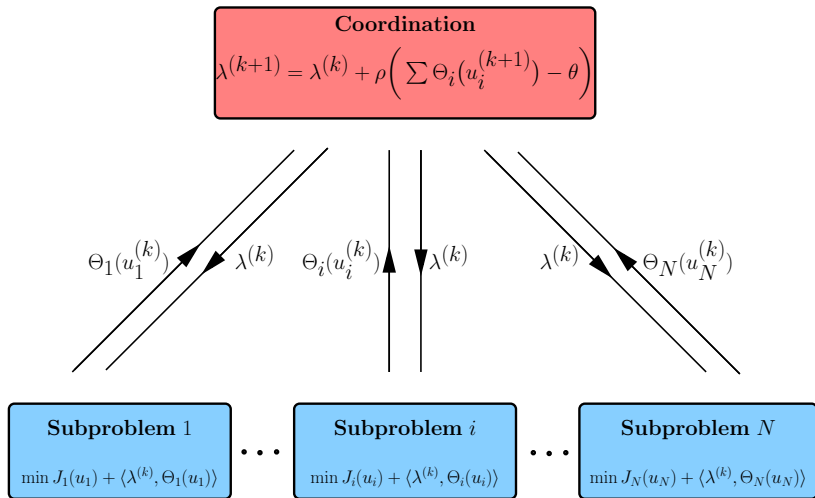 Coordination
λ^(k+1) = λ^(k) + ρ( ∑ Θ_i(u_i^(k+1)) − θ )
Θ_1(u_1^(k)) λ^(k) Θ_i(u_i^(k)) λ^(k) λ^(k) Θ_N(u_N^(k))
Subproblem 1 ··· Subproblem i ··· Subproblem N
min J_1(u_1) + ⟨λ^(k), Θ_1(u_1)⟩ min J_i(u_i) + ⟨λ^(k), Θ_i(u_i)⟩ min J_N(u_N) + ⟨λ^(k), Θ_N(u_N)⟩